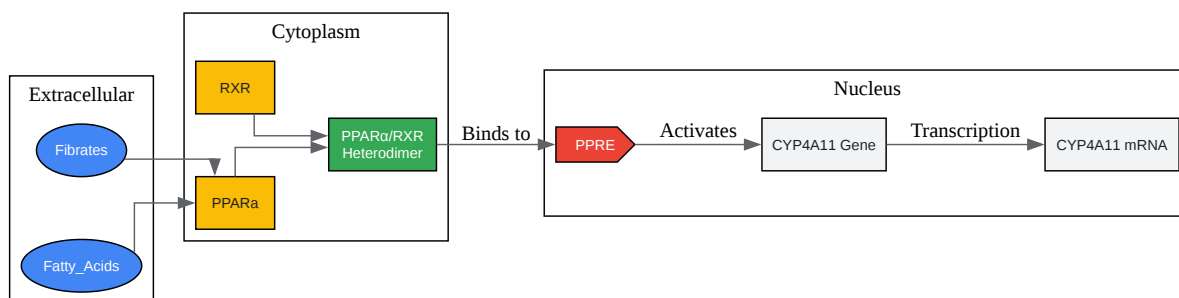 Extracellular
Fibrates
Fatty_Acids
Cytoplasm
RXR
PPARa
PPARα/RXR
Heterodimer
Binds to
Nucleus
PPRE
Activates
CYP4A11 Gene
Transcription
CYP4A11 mRNA